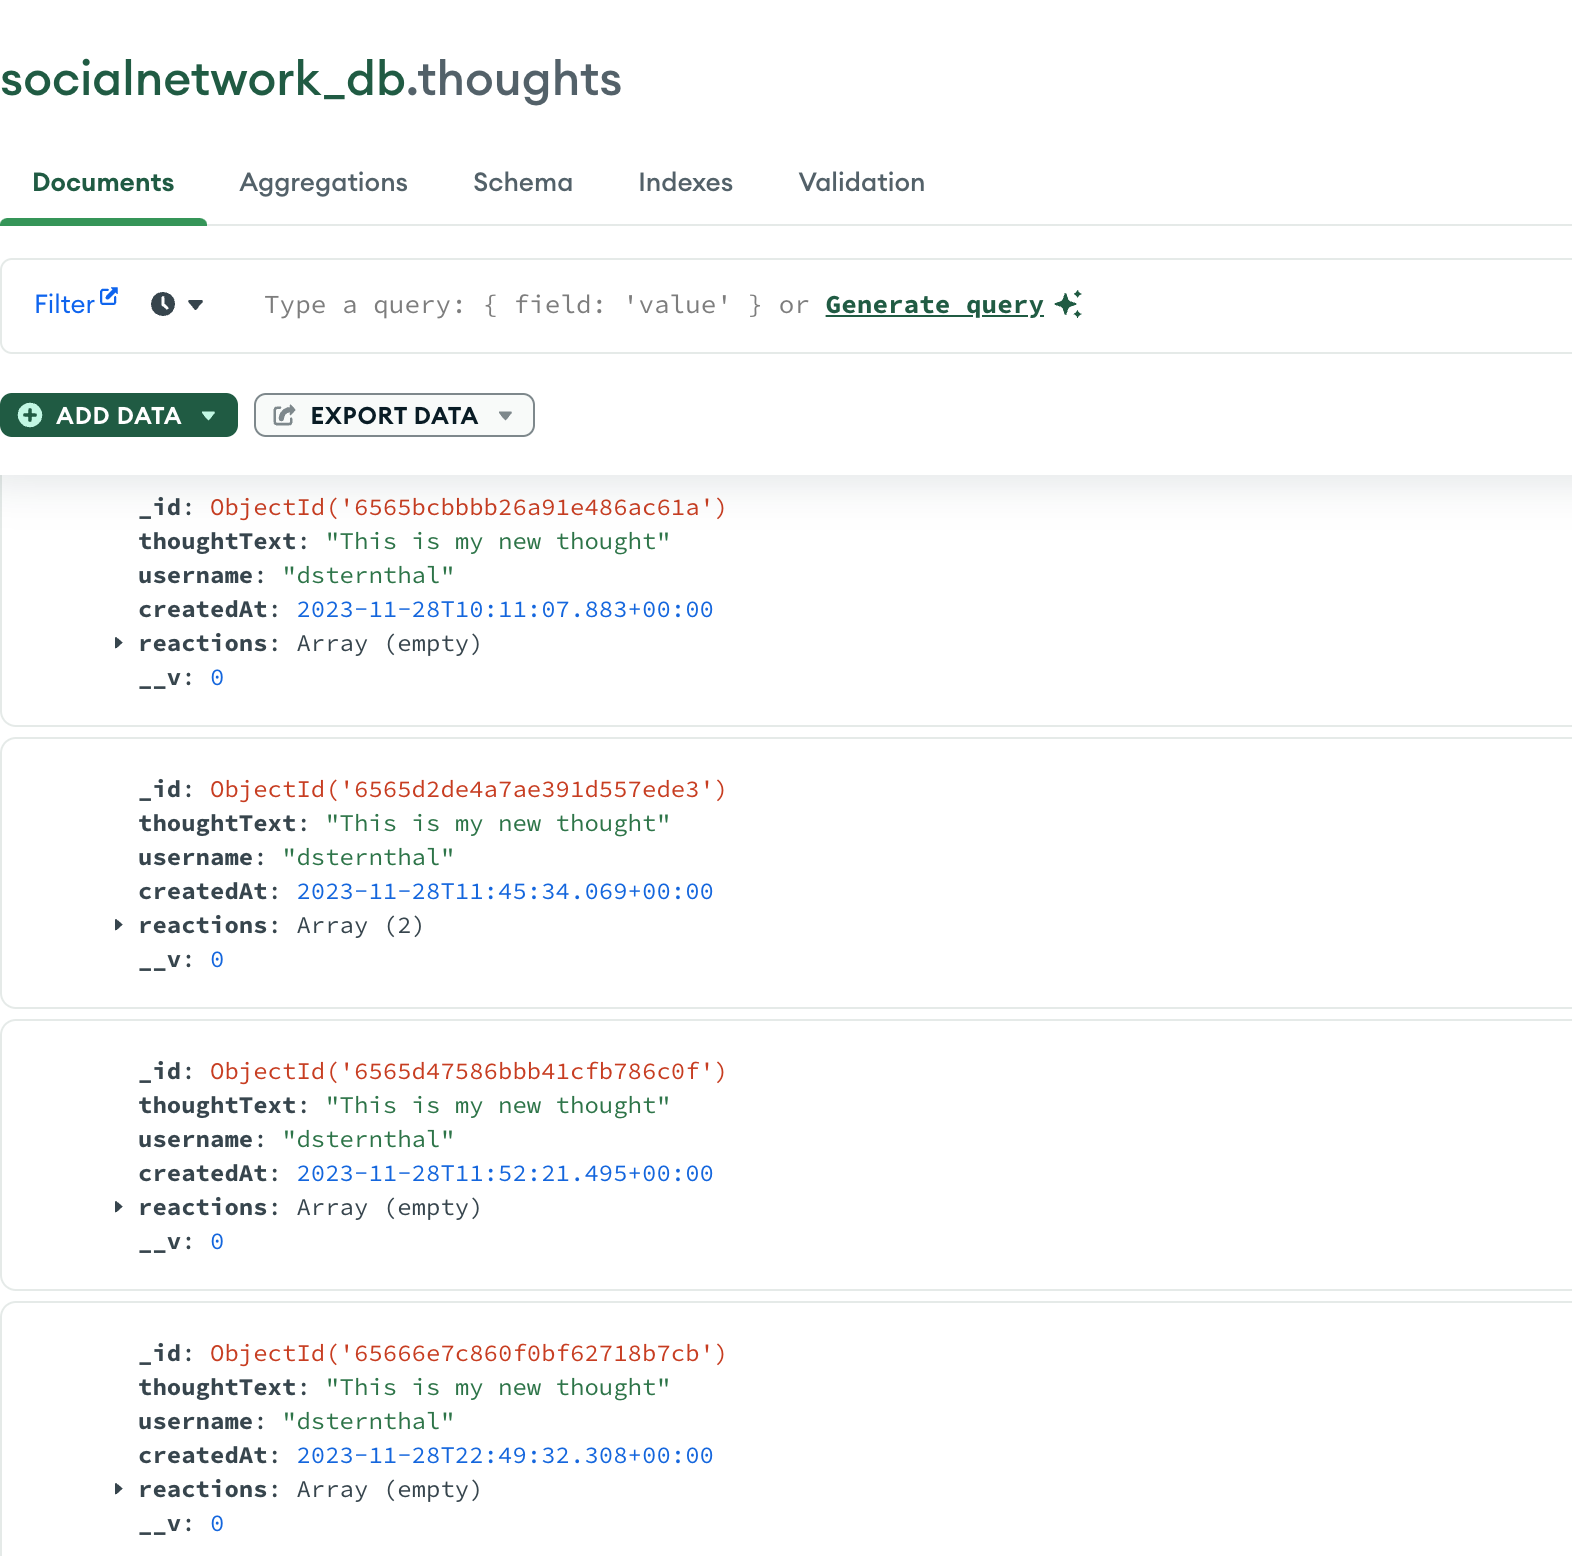 socialnetwork_db.thoughts
Documents Aggregations Schema Indexes Validation
Filter Type a query: { field: 'value' } or Generate query
ADD DATA EXPORT DATA
_id: ObjectId('6565bcbbbb26a91e486ac61a')
thoughtText: "This is my new thought"
username: "dsternthal"
createdAt: 2023-11-28T10:11:07.883+00:00
reactions: Array (empty)
__v: 0
_id: ObjectId('6565d2de4a7ae391d557ede3')
thoughtText: "This is my new thought"
username: "dsternthal"
createdAt: 2023-11-28T11:45:34.069+00:00
reactions: Array (2)
__v: 0
_id: ObjectId('6565d47586bbb41cfb786c0f')
thoughtText: "This is my new thought"
username: "dsternthal"
createdAt: 2023-11-28T11:52:21.495+00:00
reactions: Array (empty)
__v: 0
_id: ObjectId('65666e7c860f0bf62718b7cb')
thoughtText: "This is my new thought"
username: "dsternthal"
createdAt: 2023-11-28T22:49:32.308+00:00
reactions: Array (empty)
__v: 0